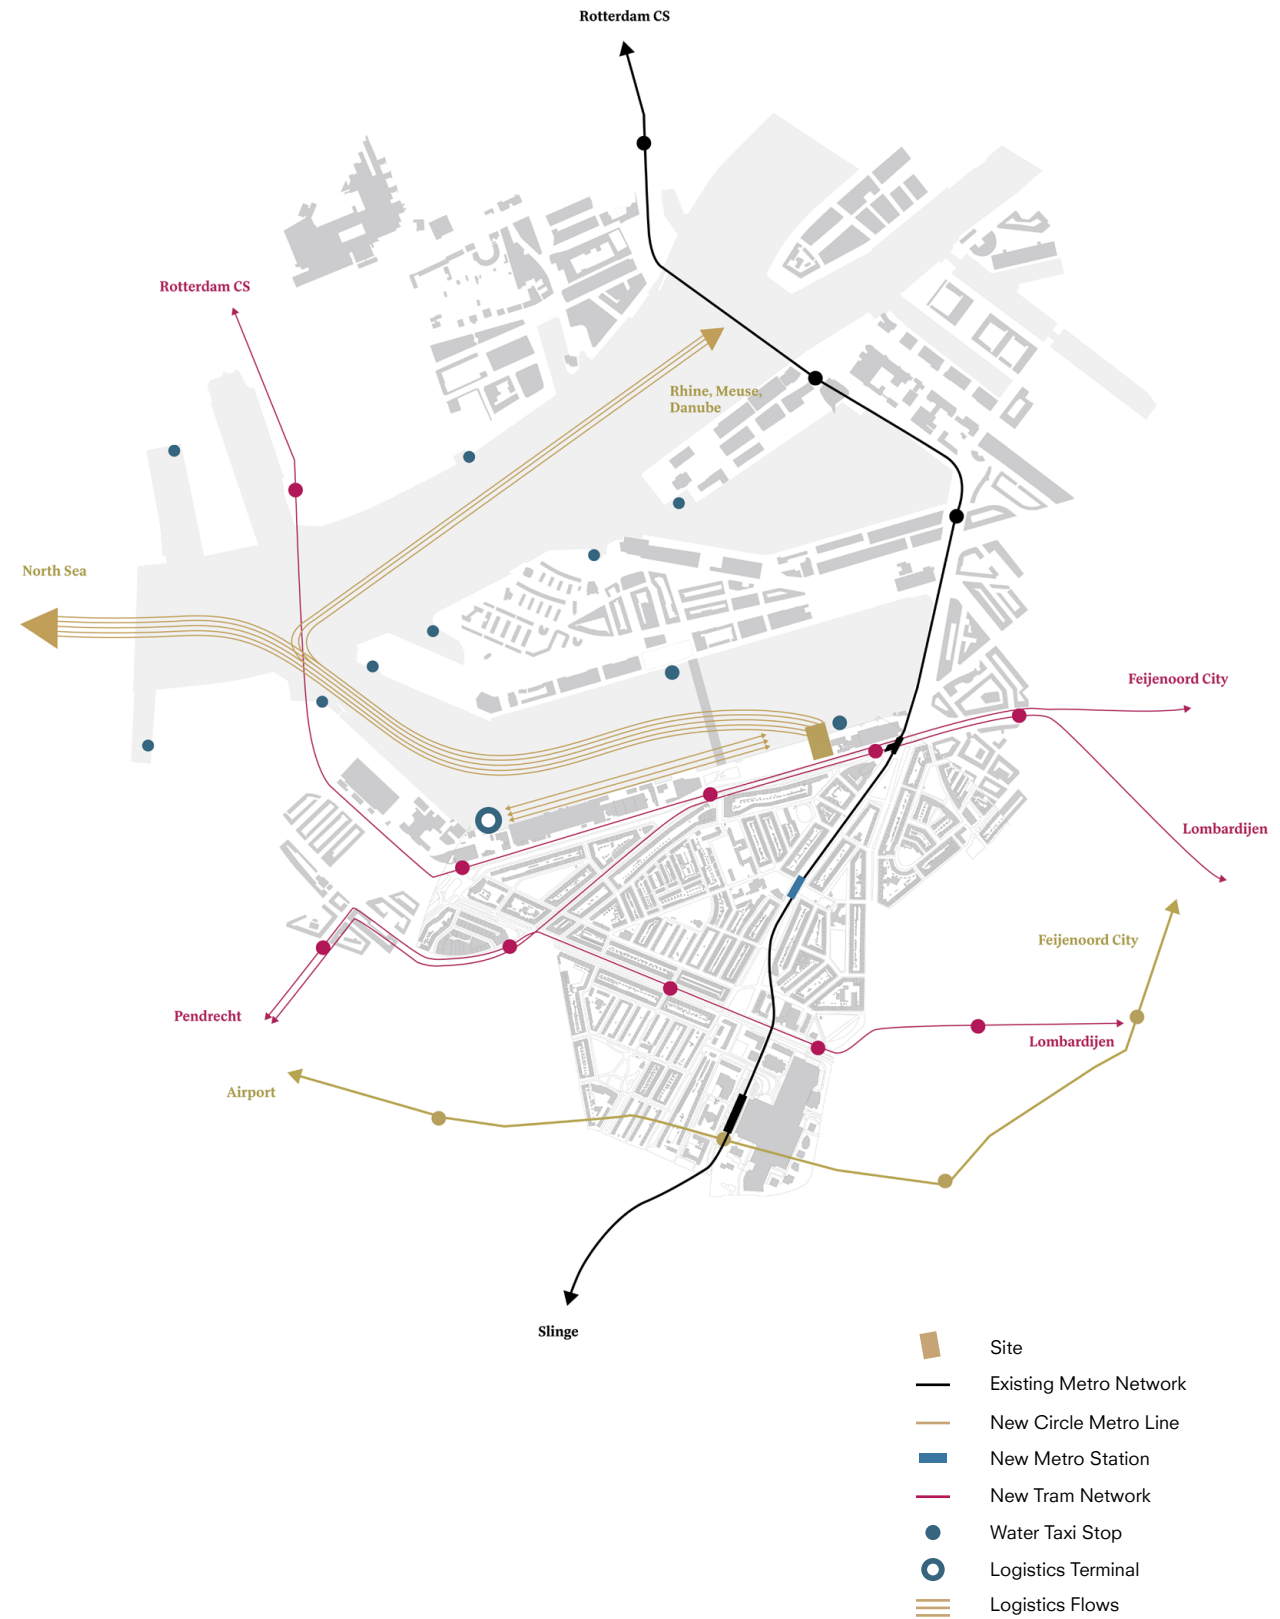 Rotterdam CS
Rotterdam CS
Rhine, Meuse,
Danube
North Sea
Feijenoord City
Lombardijen
Feijenoord City
Pendrecht
Lombardijen
Airport
Slinge
Site
Existing Metro Network
New Circle Metro Line
New Metro Station
New Tram Network
Water Taxi Stop
Logistics Terminal
Logistics Flows